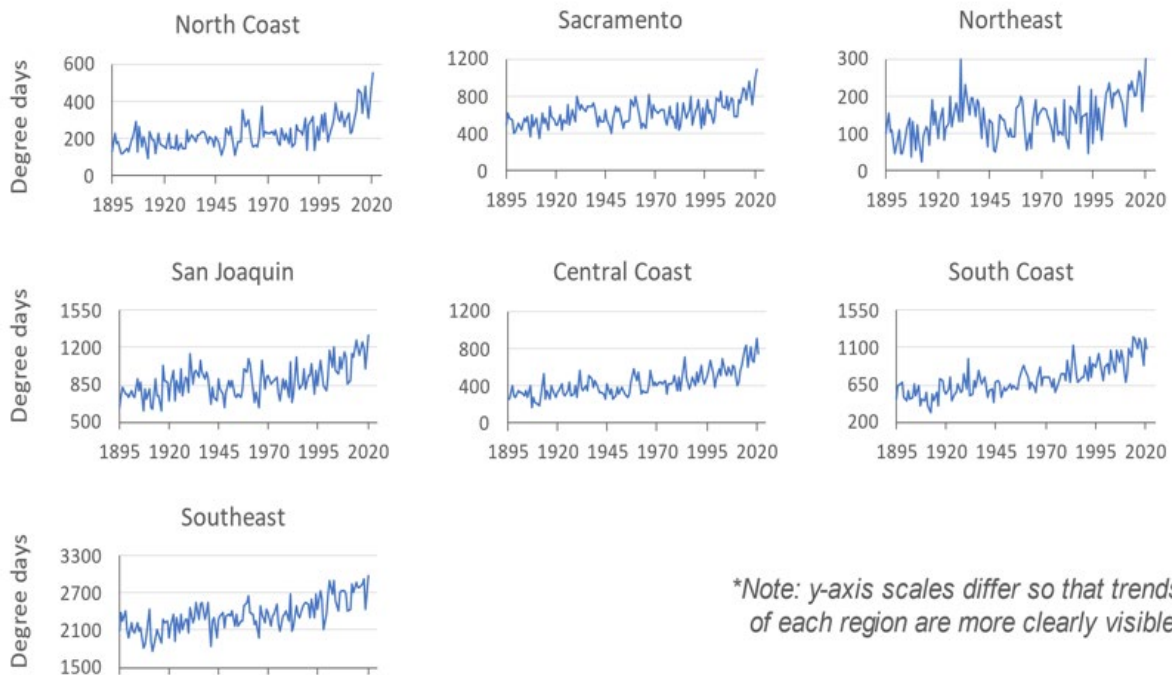 North Coast
Degree days
600
400
200
0
1895 1920 1945 1970 1995 2020
Sacramento
1200
800
400
0
1895 1920 1945 1970 1995 2020
Northeast
300
200
100
0
1895 1920 1945 1970 1995 2020
San Joaquin
Degree days
1550
1200
850
500
1895 1920 1945 1970 1995 2020
Central Coast
1200
800
400
0
1895 1920 1945 1970 1995 2020
South Coast
1550
1100
650
200
1895 1920 1945 1970 1995 2020
Southeast
Degree days
3300
2700
2100
1500
*Note: y-axis scales differ so that trends
of each region are more clearly visible